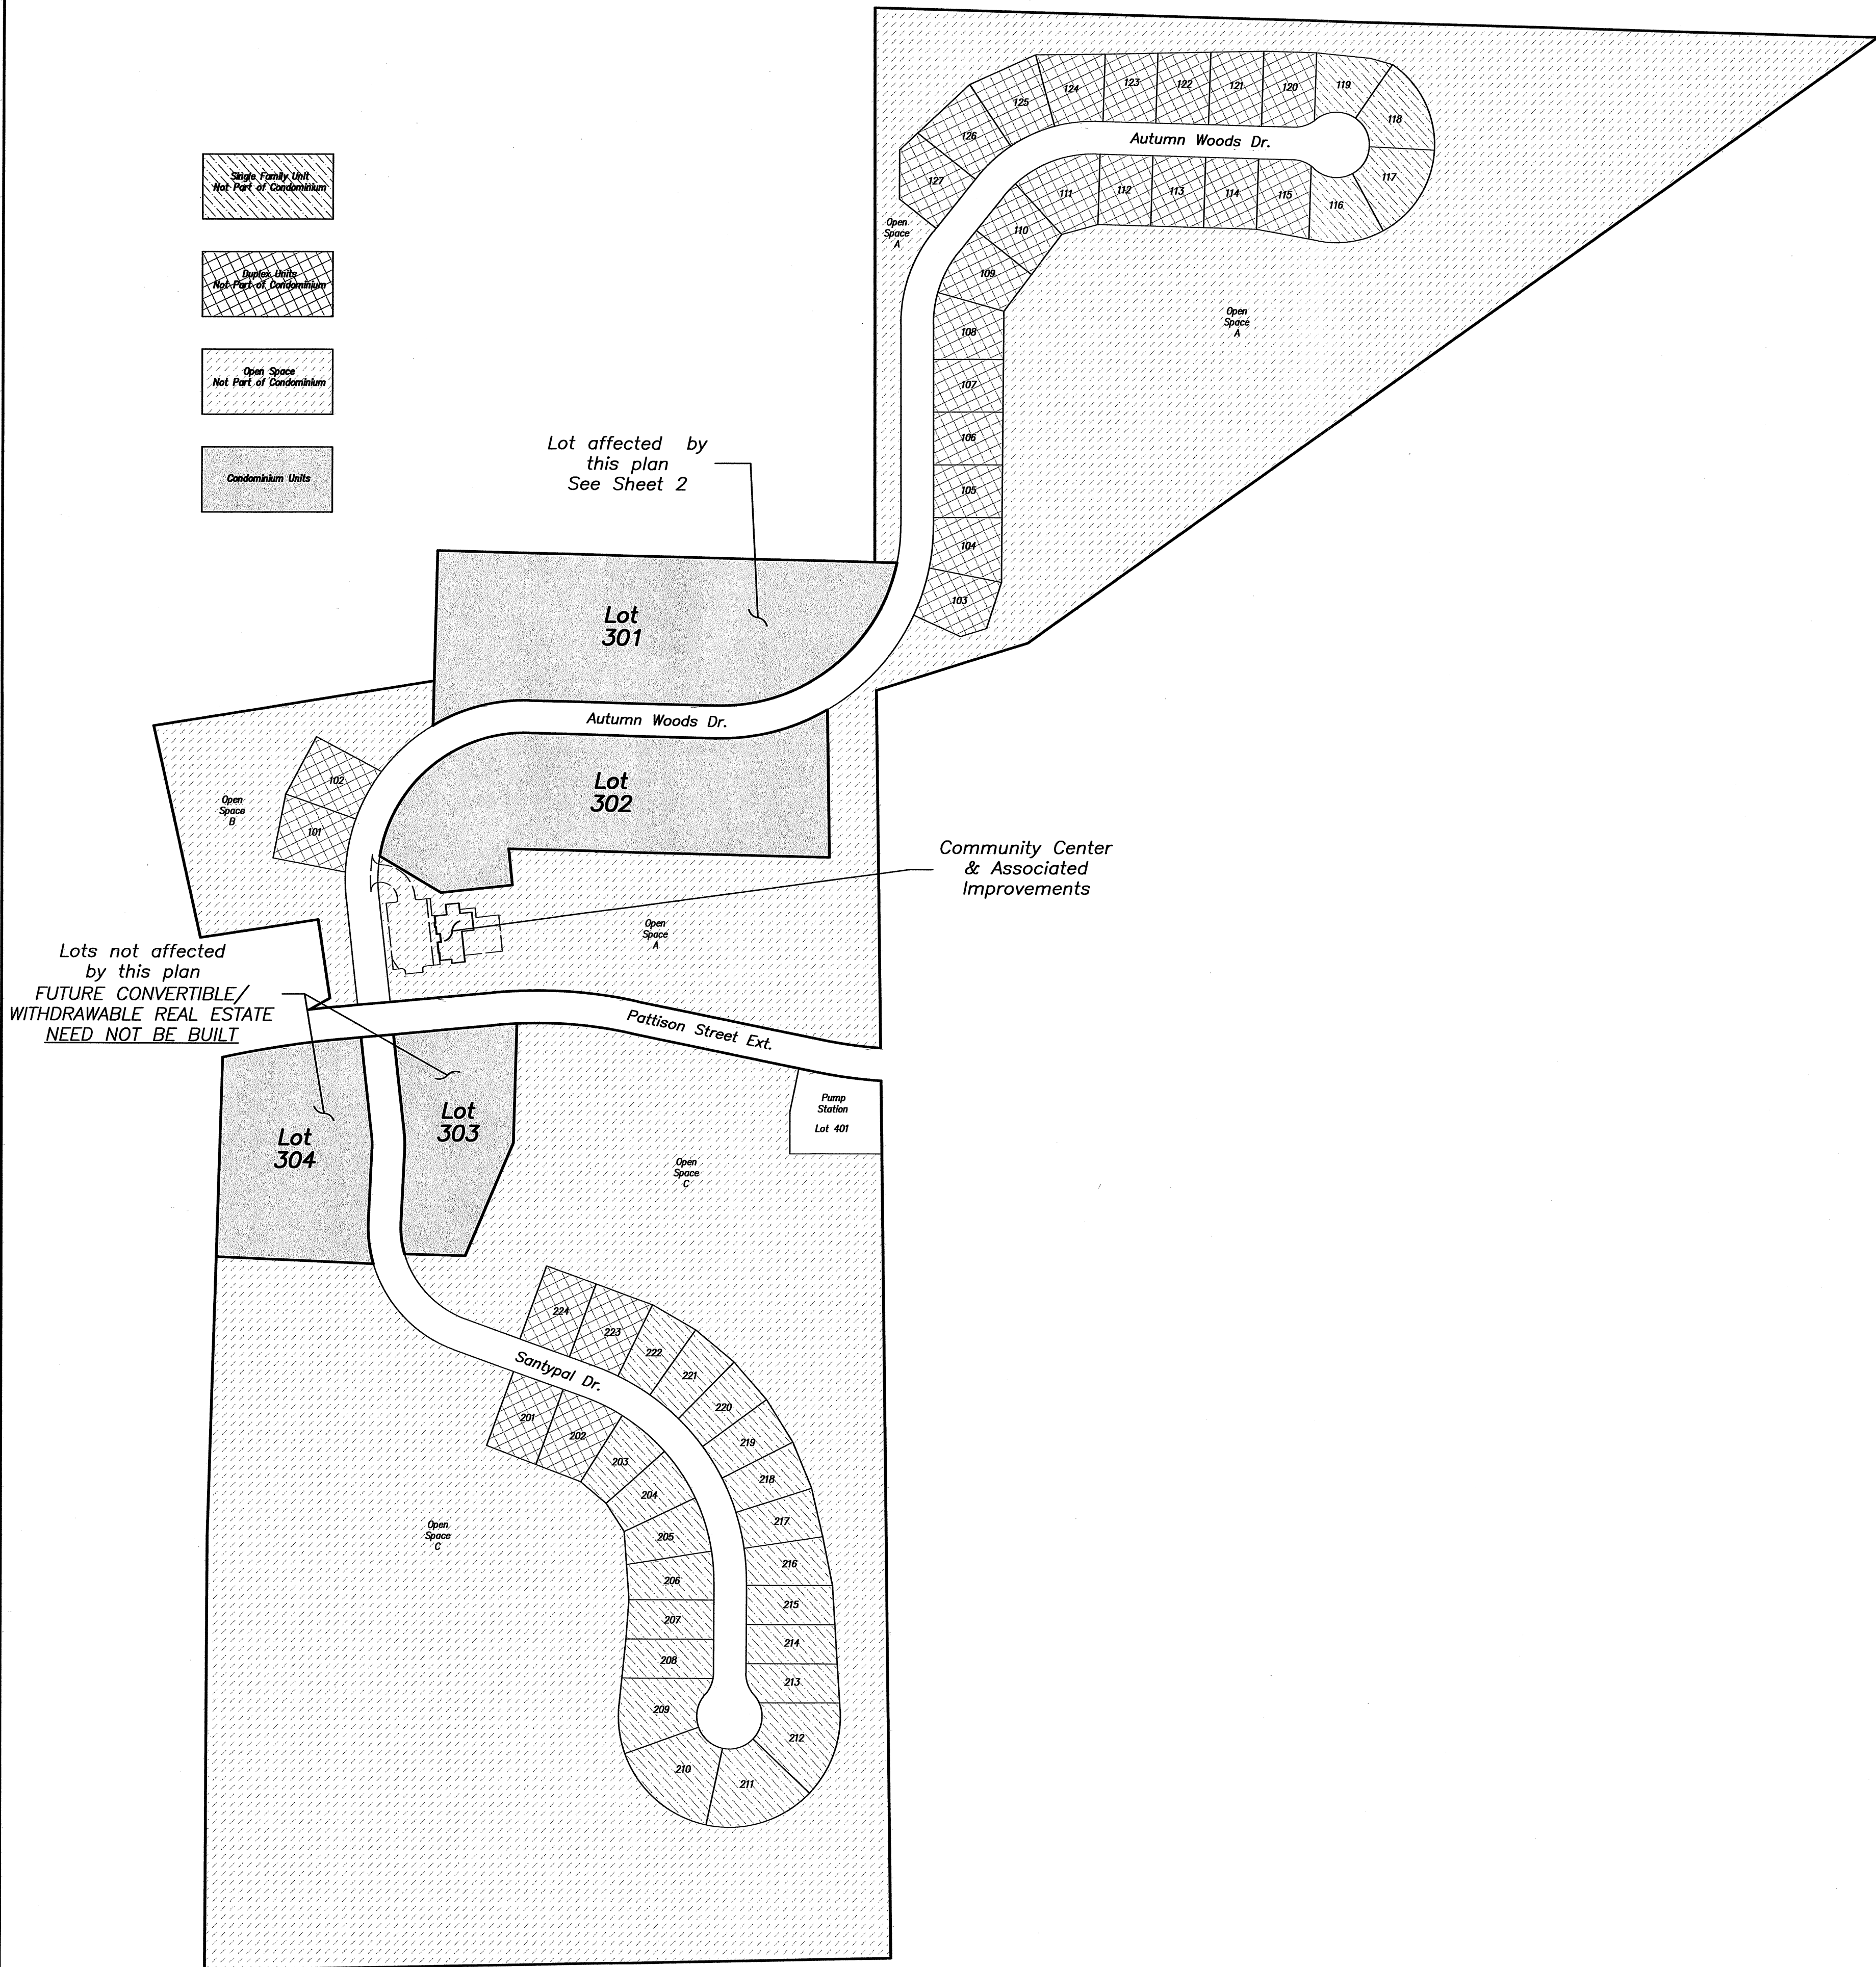 Single Family Unit
Not Part of Condominium
Duplex Units
Not Part of Condominium
Open Space
Not Part of Condominium
Condominium Units
119
120
121
122
123
124
125
126
127
118
117
116
115
114
113
112
111
110
109
108
107
106
105
104
103
Autumn Woods Dr.
Open
Space
A
Open
Space
A
Lot affected by
this plan
See Sheet 2
Lot
301
Autumn Woods Dr.
Lot
302
102
101
Open
Space
B
Community Center
& Associated
Improvements
Open
Space
A
Lots not affected
by this plan
FUTURE CONVERTIBLE/
WITHDRAWABLE REAL ESTATE
NEED NOT BE BUILT
Pattison Street Ext.
Pump
Station
Lot 401
Lot
303
Lot
304
Open
Space
C
224
223
222
221
220
219
218
217
216
215
214
213
212
211
210
209
208
207
206
205
204
203
202
201
Santypal Dr.
Open
Space
C